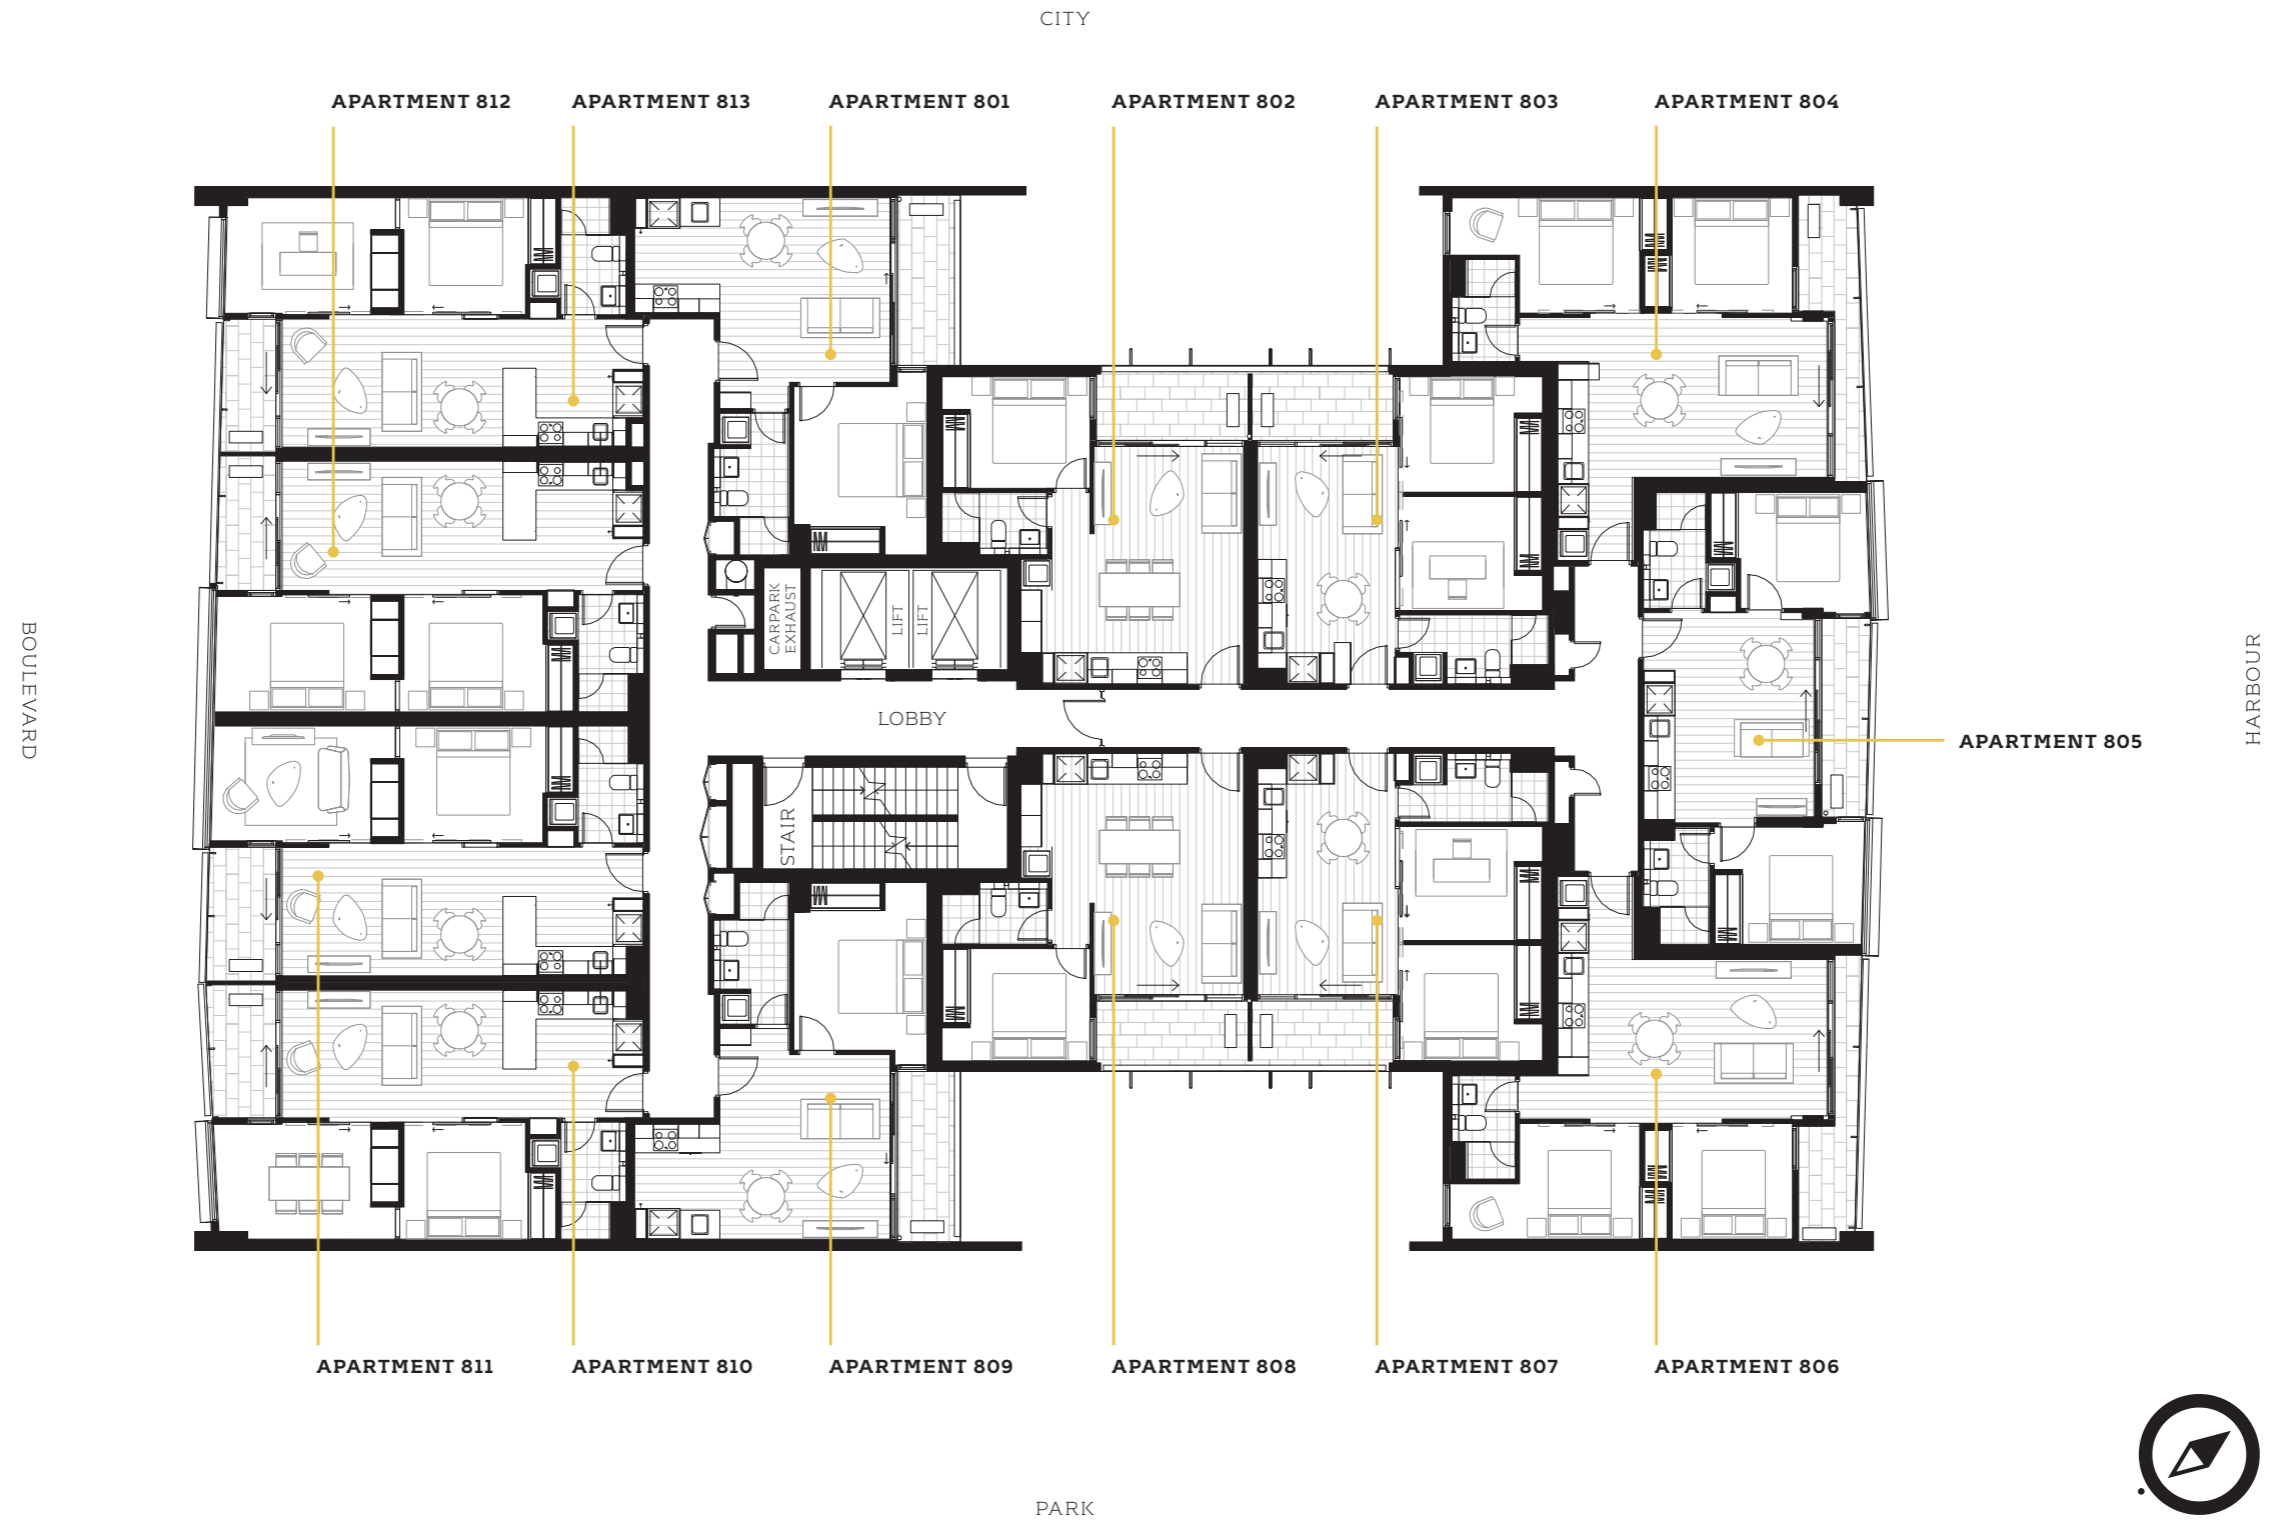 CITY
APARTMENT 812
APARTMENT 813
APARTMENT 801
APARTMENT 802
APARTMENT 803
APARTMENT 804
CARPARK
EXHAUST
LIFT
LIFT
BOULEVARD
HARBOUR
LOBBY
APARTMENT 805
STAIR
APARTMENT 811
APARTMENT 810
APARTMENT 809
APARTMENT 808
APARTMENT 807
APARTMENT 806
PARK